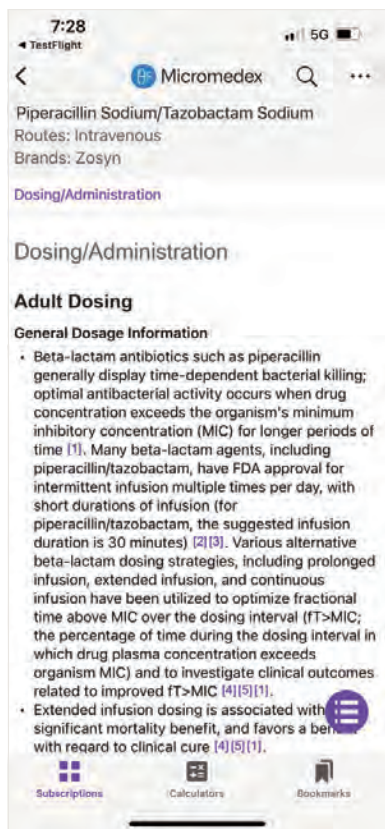 7:28
5G
◄ TestFlight
Micromedex
Piperacillin Sodium/Tazobactam Sodium
Routes: Intravenous
Brands: Zosyn
Dosing/Administration
Dosing/Administration
Adult Dosing
General Dosage Information
• Beta-lactam antibiotics such as piperacillin
generally display time-dependent bacterial killing;
optimal antibacterial activity occurs when drug
concentration exceeds the organism's minimum
inhibitory concentration (MIC) for longer periods of
time [1]. Many beta-lactam agents, including
piperacillin/tazobactam, have FDA approval for
intermittent infusion multiple times per day, with
short durations of infusion (for
piperacillin/tazobactam, the suggested infusion
duration is 30 minutes) [2][3]. Various alternative
beta-lactam dosing strategies, including prolonged
infusion, extended infusion, and continuous
infusion have been utilized to optimize fractional
time above MIC over the dosing interval (fT>MIC;
the percentage of time during the dosing interval in
which drug plasma concentration exceeds
organism MIC) and to investigate clinical outcomes
related to improved fT>MIC [4][5][1].
• Extended infusion dosing is associated with
significant mortality benefit, and favors a
with regard to clinical cure [4][5][1].
Subscriptions
Calculators
Bookmarks